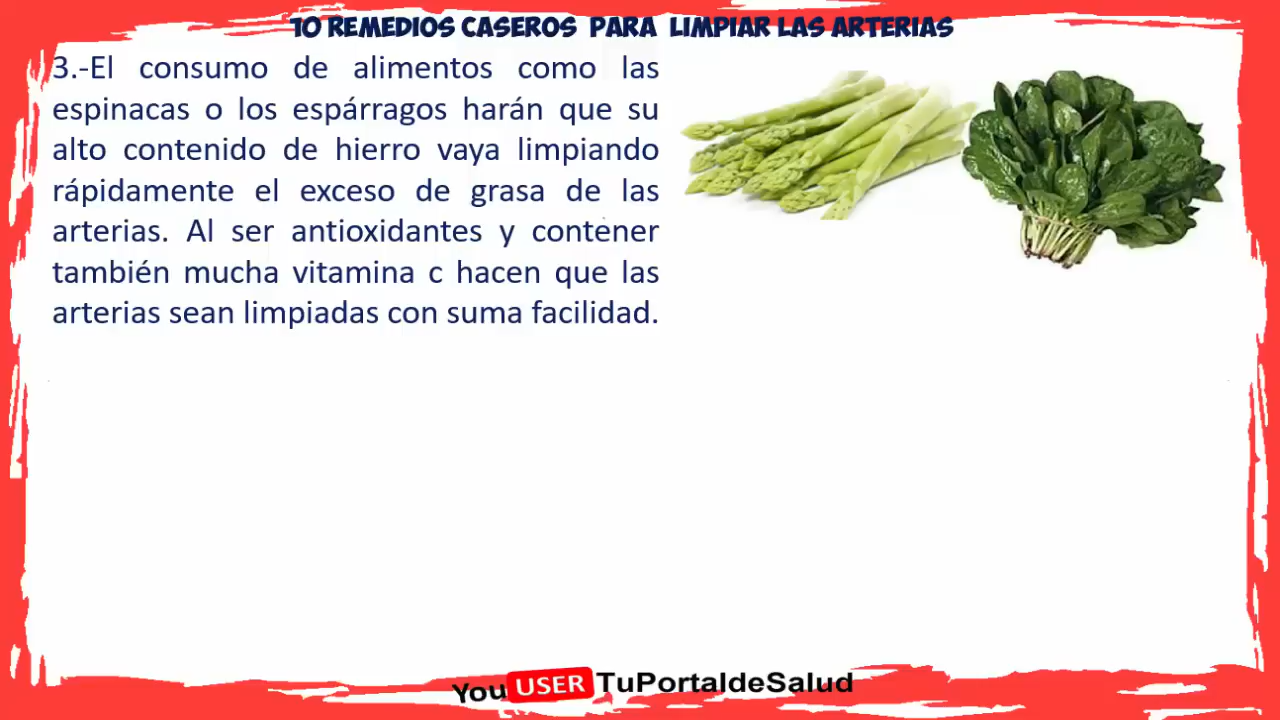 10 REMEDIOS CASEROS PARA LIMPIAR LAS ARTERIAS
3.-El consumo de alimentos como las
espinacas o los espárragos harán que su
alto contenido de hierro vaya limpiando
rápidamente el exceso de grasa de las
arterias. Al ser antioxidantes y contener
también mucha vitamina c hacen que las
arterias sean limpiadas con suma facilidad.
You USER TuPortaldeSalud